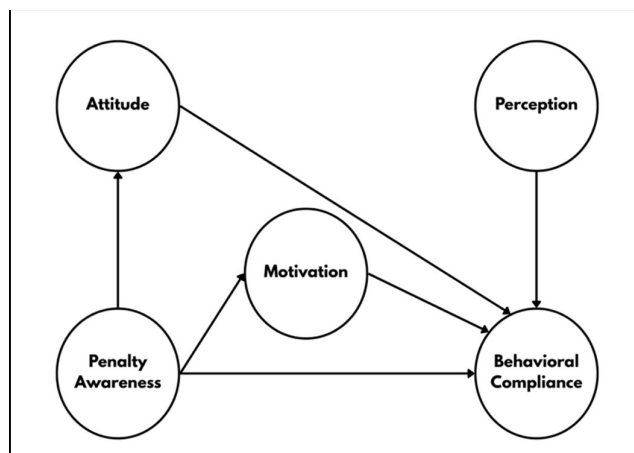 Attitude
Perception
Motivation
Penalty
Awareness
Behavioral
Compliance